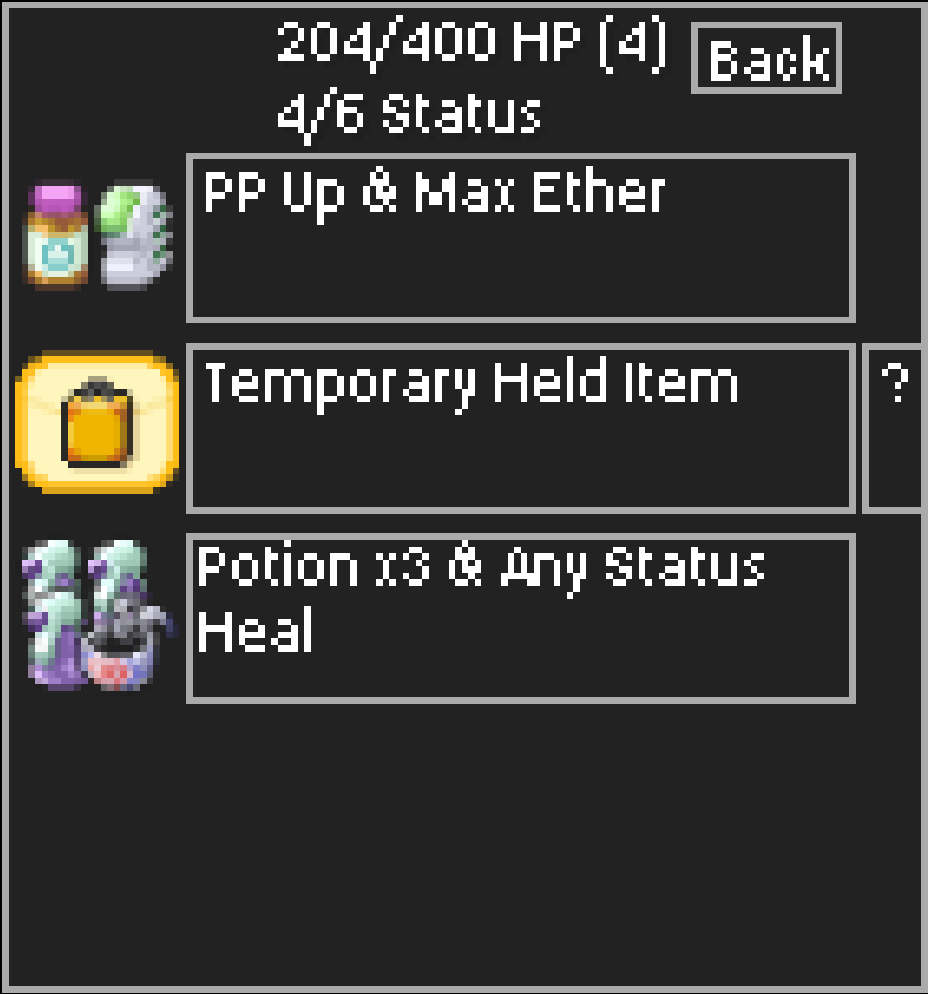 204/400 HP (4)
Back
4/6 Status
PP Up & Max Ether
Temporary Held Item
?
Potion x3 & Any Status
Heal